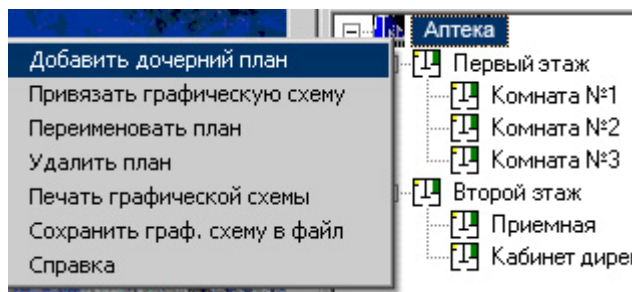 Добавить дочерний план
Привязать графическую схему
Переименовать план
Удалить план
Печать графической схемы
Сохранить граф. схему в файл
Справка
Аптека
Первый этаж
Комната №1
Комната №2
Комната №3
Второй этаж
Приемная
Кабинет